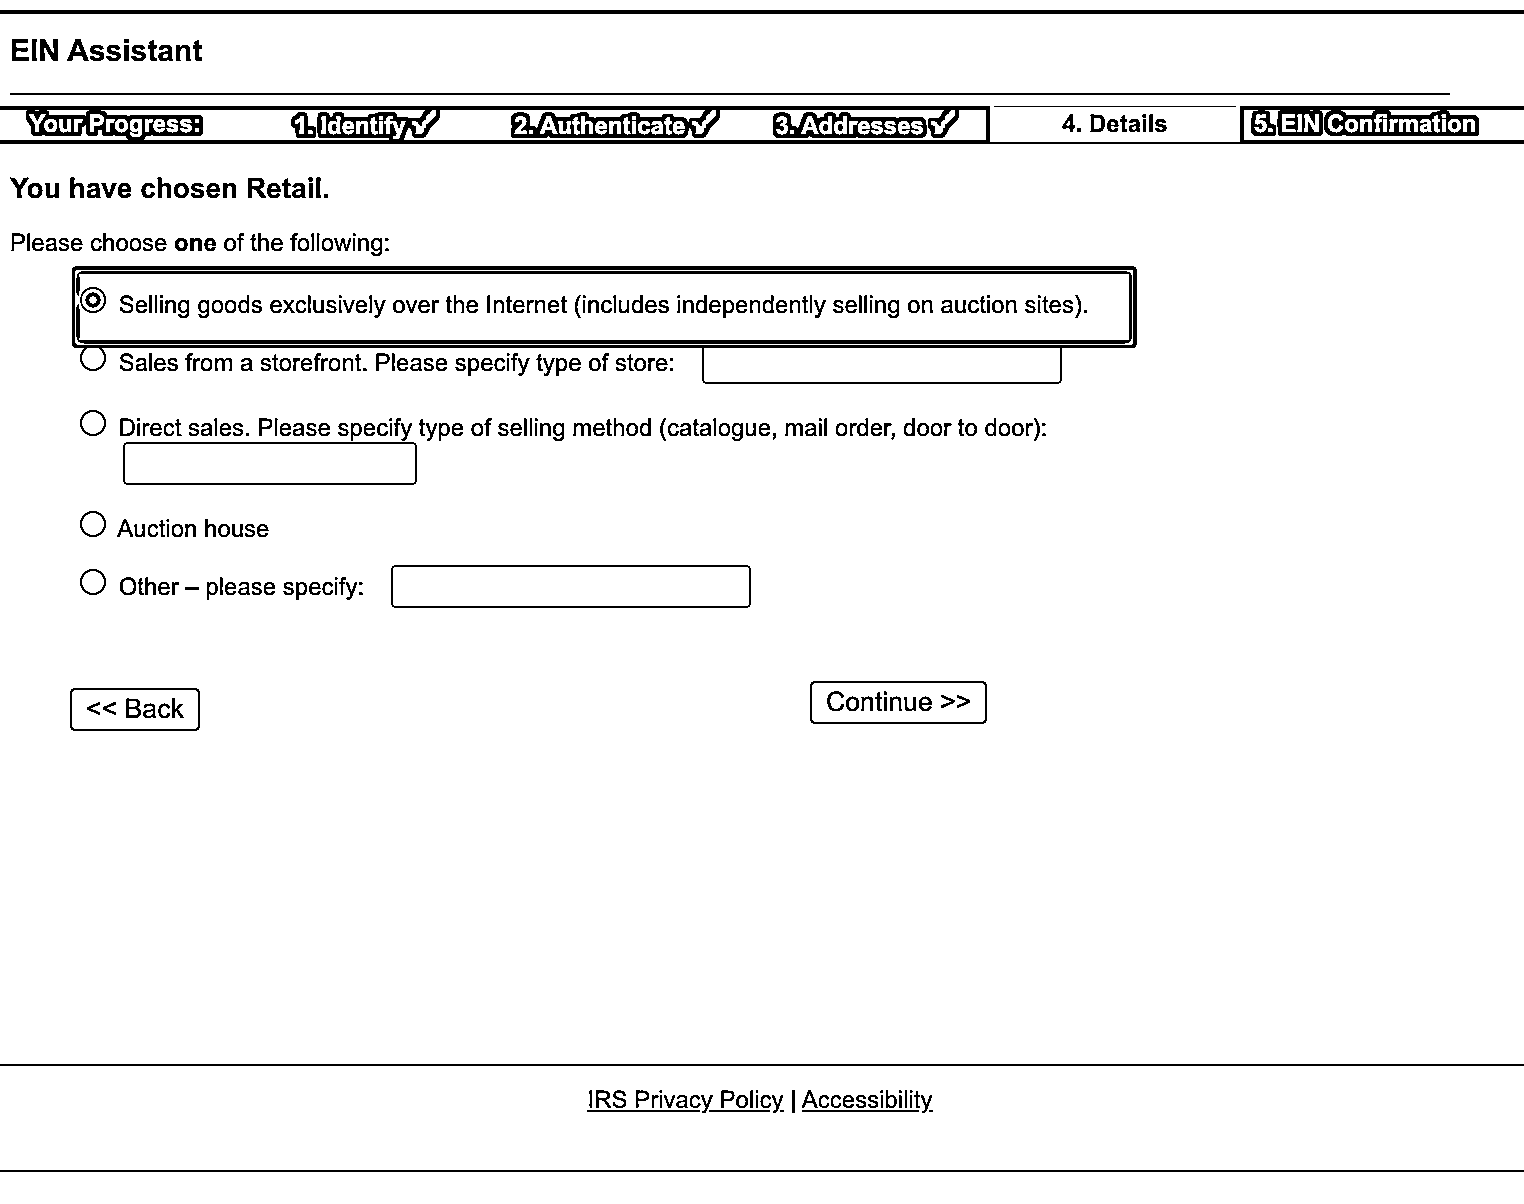 EIN Assistant
Your Progress: 1. Identify ✓ 2. Authenticate ✓ 3. Addresses ✓ 4. Details 5. EIN Confirmation
You have chosen Retail.
Please choose one of the following:
Selling goods exclusively over the Internet (includes independently selling on auction sites).
Sales from a storefront. Please specify type of store:
Direct sales. Please specify type of selling method (catalogue, mail order, door to door):
Auction house
Other – please specify:
<< Back Continue >>
IRS Privacy Policy | Accessibility